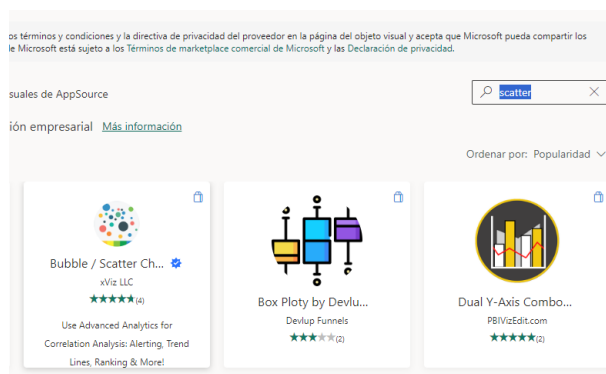 os términos y condiciones y la directiva de privacidad del proveedor en la página del objeto visual y acepta que Microsoft pueda compartir los
le Microsoft está sujeto a los Términos de marketplace comercial de Microsoft y las Declaración de privacidad.
suales de AppSource
scatter
ión empresarial Más información
Ordenar por: Popularidad
Bubble / Scatter Ch...
xViz LLC
(4)
Use Advanced Analytics for
Correlation Analysis: Alerting, Trend
Lines, Ranking & More!
Box Ploty by Devlu...
Devlup Funnels
(2)
Dual Y-Axis Combo...
PBIVizEdit.com
(2)